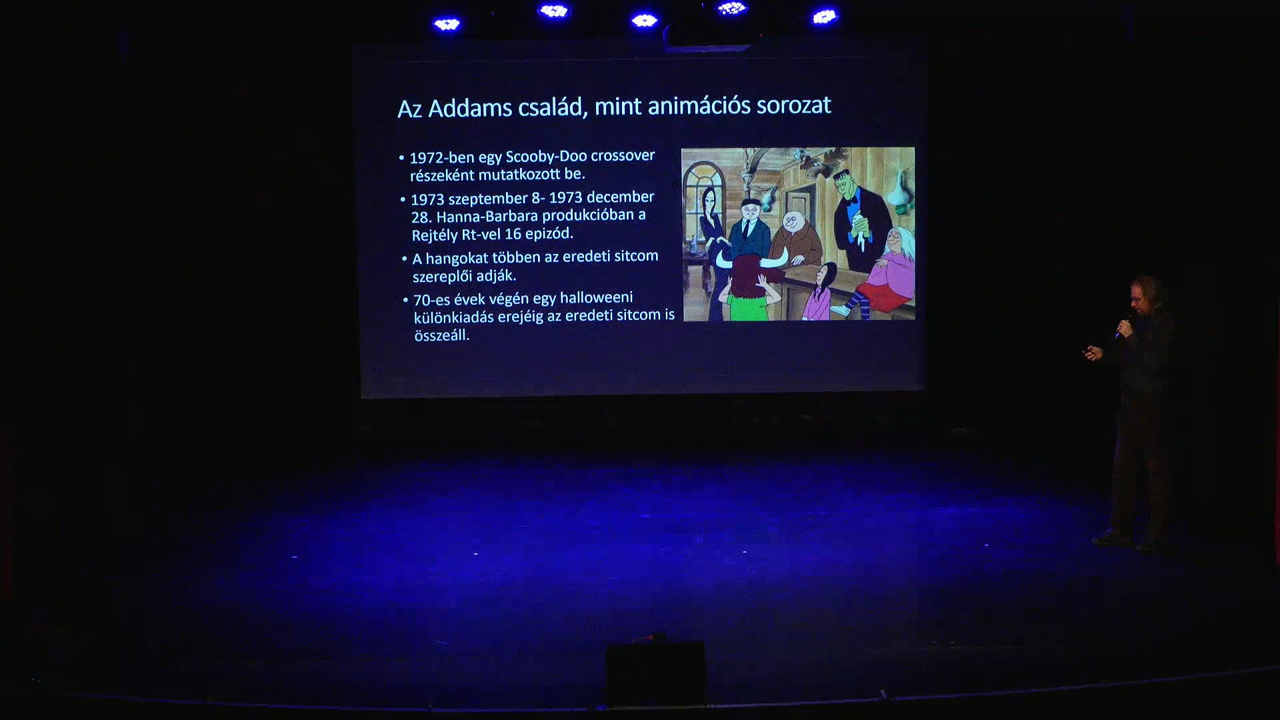 Az Addams család, mint animációs sorozat
• 1972-ben egy Scooby-Doo crossover
részeként mutatkozott be.
• 1973 szeptember 8- 1973 december
28. Hanna-Barbara produkcióban a
Rejtély Rt-vel 16 epizód.
• A hangokat többen az eredeti sitcom
szereplői adják.
• 70-es évek végén egy halloweeni
különkiadás erejéig az eredeti sitcom is
összeáll.